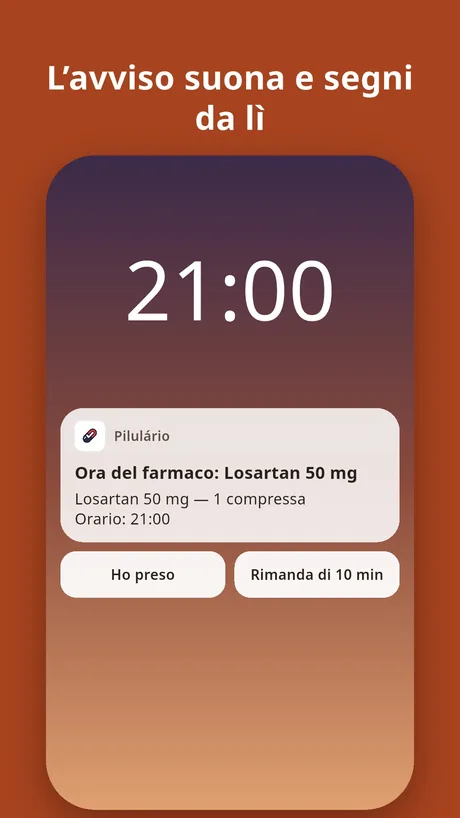 L’avviso suona e segni
da lì
21:00
Pilulário
Ora del farmaco: Losartan 50 mg
Losartan 50 mg — 1 compressa
Orario: 21:00
Ho preso
Rimanda di 10 min